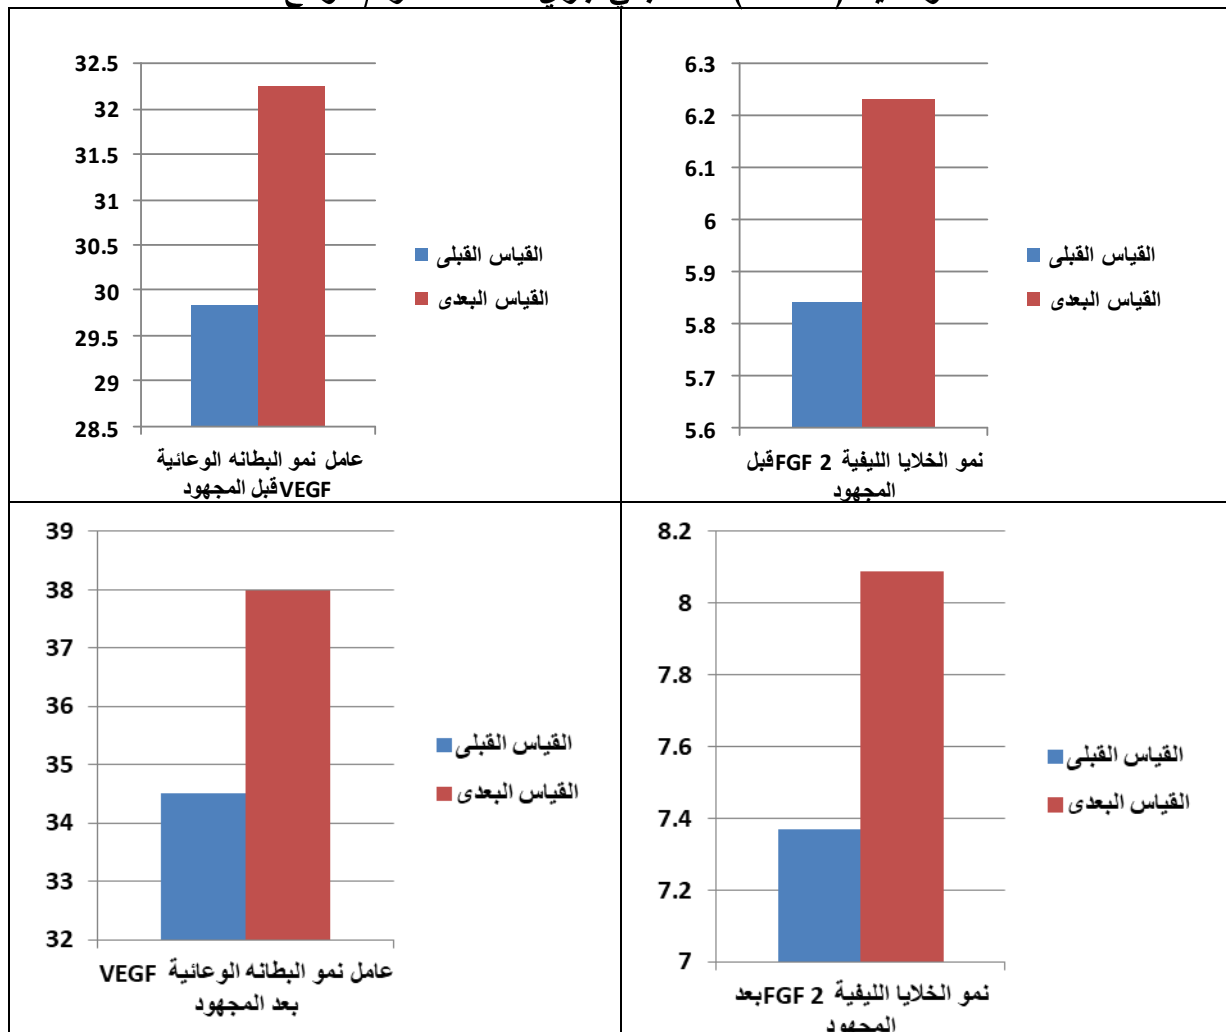 32.5
32
31.5
31
30.5
30
29.5
29
28.5
القياس القبلى
القياس البعدى
عامل نمو البطانه الوعائية
VEGFقبل المجهود
6.3
6.2
6.1
6
5.9
5.8
5.7
5.6
القياس القبلى
القياس البعدى
نمو الخلايا الليفية FGF 2قبل
المجهود
39
38
37
36
35
34
33
32
القياس القبلى
القياس البعدى
عامل نمو البطانه الوعائية VEGF
بعد المجهود
8.2
8
7.8
7.6
7.4
7.2
7
القياس القبلى
القياس البعدى
نمو الخلايا الليفية FGF 2بعد
المجهود